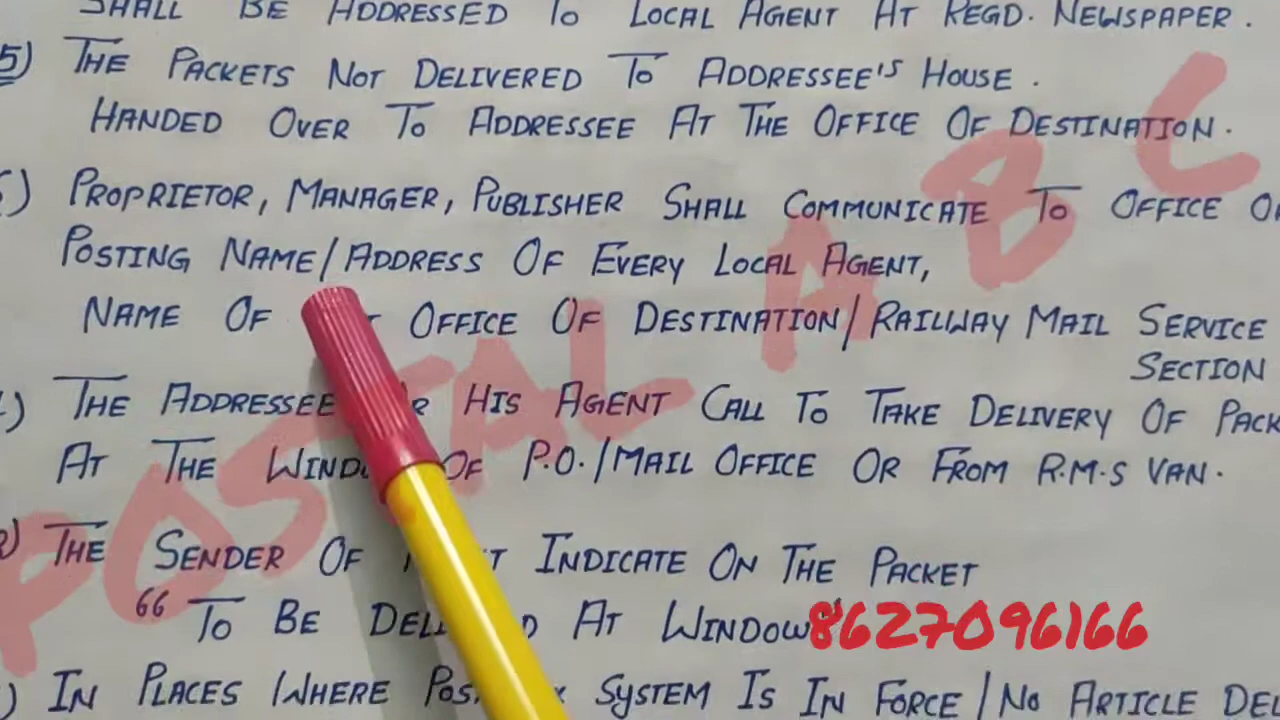 SHALL BE ADDRESSED TO LOCAL AGENT AT REGD. NEWSPAPER.
5) THE PACKETS NOT DELIVERED TO ADDRESSEE'S HOUSE.
HANDED OVER TO ADDRESSEE AT THE OFFICE OF DESTINATION.
PROPRIETOR, MANAGER, PUBLISHER SHALL COMMUNICATE TO OFFICE
POSTING NAME/ADDRESS OF EVERY LOCAL AGENT,
NAME OF OFFICE OF DESTINATION/RAILWAY MAIL SERVICE
SECTION
THE ADDRESSEE HIS AGENT CALL TO TAKE DELIVERY OF
AT THE OF P.O./MAIL OFFICE OR FROM R.M.S VAN.
THE SENDER OF INDICATE ON THE PACKET
"TO BE AT WINDOW"
8627096166
IN PLACES WHERE SYSTEM IS IN FORCE/NO ARTICLE
POSTAL A B C